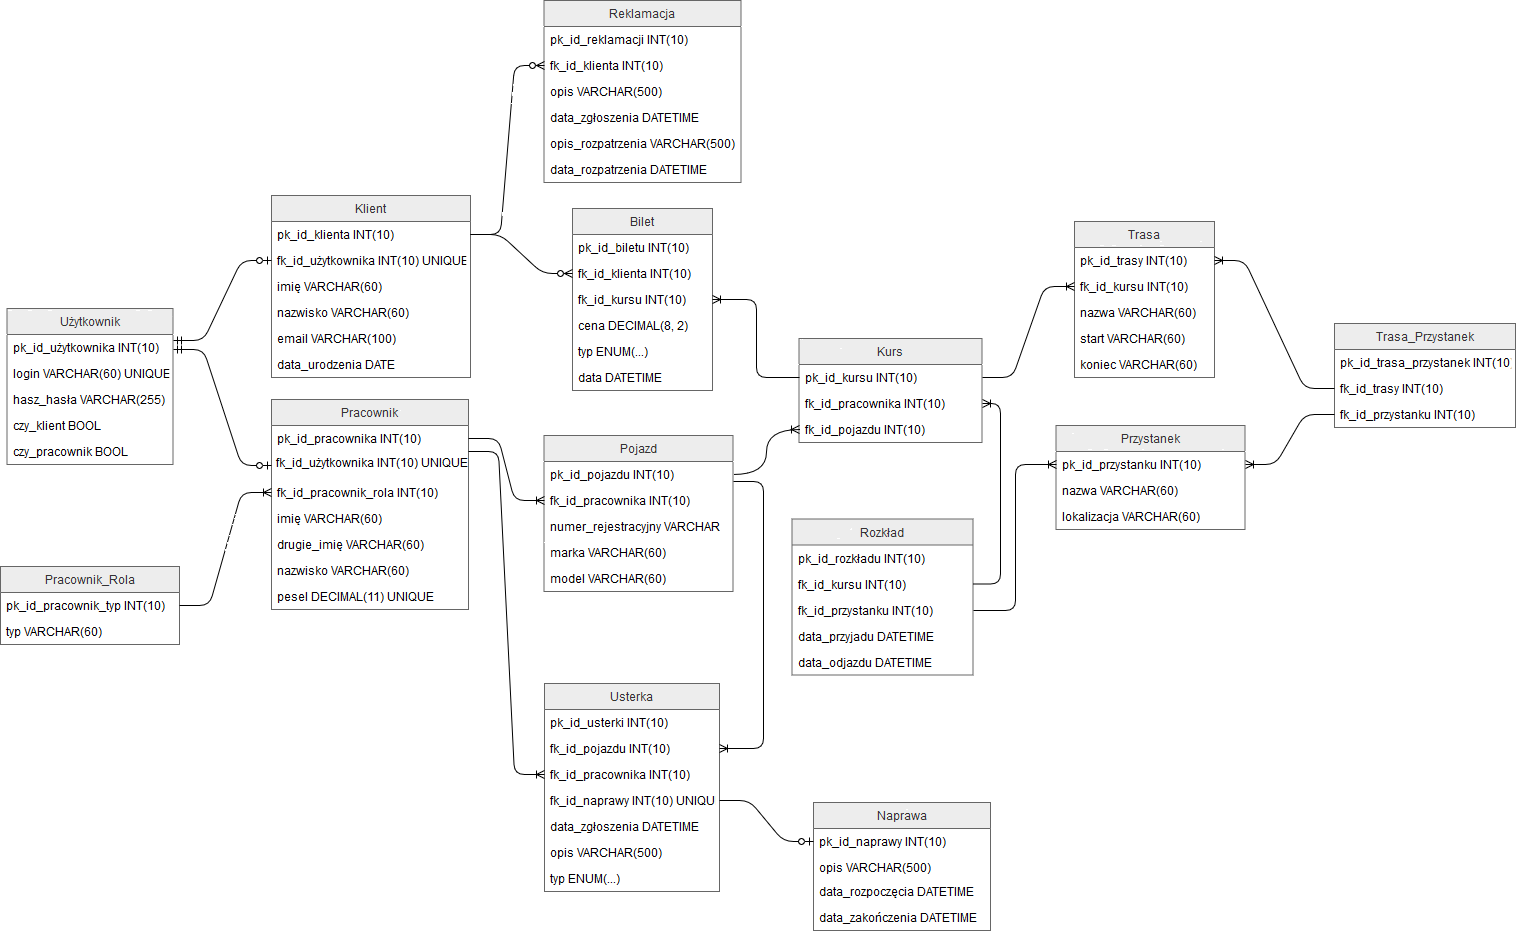 Reklamacja
pk_id_reklamacji INT(10)
fk_id_klienta INT(10)
opis VARCHAR(500)
data_zgłoszenia DATETIME
opis_rozpatrzenia VARCHAR(500)
data_rozpatrzenia DATETIME
Klient
pk_id_klienta INT(10)
fk_id_użytkownika INT(10) UNIQUE
imię VARCHAR(60)
nazwisko VARCHAR(60)
email VARCHAR(100)
data_urodzenia DATE
Bilet
pk_id_biletu INT(10)
fk_id_klienta INT(10)
fk_id_kursu INT(10)
cena DECIMAL(8, 2)
typ ENUM(...)
data DATETIME
Trasa
pk_id_trasy INT(10)
fk_id_kursu INT(10)
nazwa VARCHAR(60)
start VARCHAR(60)
koniec VARCHAR(60)
Użytkownik
pk_id_użytkownika INT(10)
login VARCHAR(60) UNIQUE
hasz_hasła VARCHAR(255)
czy_klient BOOL
czy_pracownik BOOL
Kurs
pk_id_kursu INT(10)
fk_id_pracownika INT(10)
fk_id_pojazdu INT(10)
Trasa_Przystanek
pk_id_trasa_przystanek INT(10
fk_id_trasy INT(10)
fk_id_przystanku INT(10)
Pracownik
pk_id_pracownika INT(10)
fk_id_użytkownika INT(10) UNIQUE
fk_id_pracownik_rola INT(10)
imię VARCHAR(60)
drugie_imię VARCHAR(60)
nazwisko VARCHAR(60)
pesel DECIMAL(11) UNIQUE
Pojazd
pk_id_pojazdu INT(10)
fk_id_pracownika INT(10)
numer_rejestracyjny VARCHAR
marka VARCHAR(60)
model VARCHAR(60)
Przystanek
pk_id_przystanku INT(10)
nazwa VARCHAR(60)
lokalizacja VARCHAR(60)
Rozkład
pk_id_rozkładu INT(10)
fk_id_kursu INT(10)
fk_id_przystanku INT(10)
data_przyjadu DATETIME
data_odjazdu DATETIME
Pracownik_Rola
pk_id_pracownik_typ INT(10)
typ VARCHAR(60)
Usterka
pk_id_usterki INT(10)
fk_id_pojazdu INT(10)
fk_id_pracownika INT(10)
fk_id_naprawy INT(10) UNIQU
data_zgłoszenia DATETIME
opis VARCHAR(500)
typ ENUM(...)
Naprawa
pk_id_naprawy INT(10)
opis VARCHAR(500)
data_rozpoczęcia DATETIME
data_zakończenia DATETIME